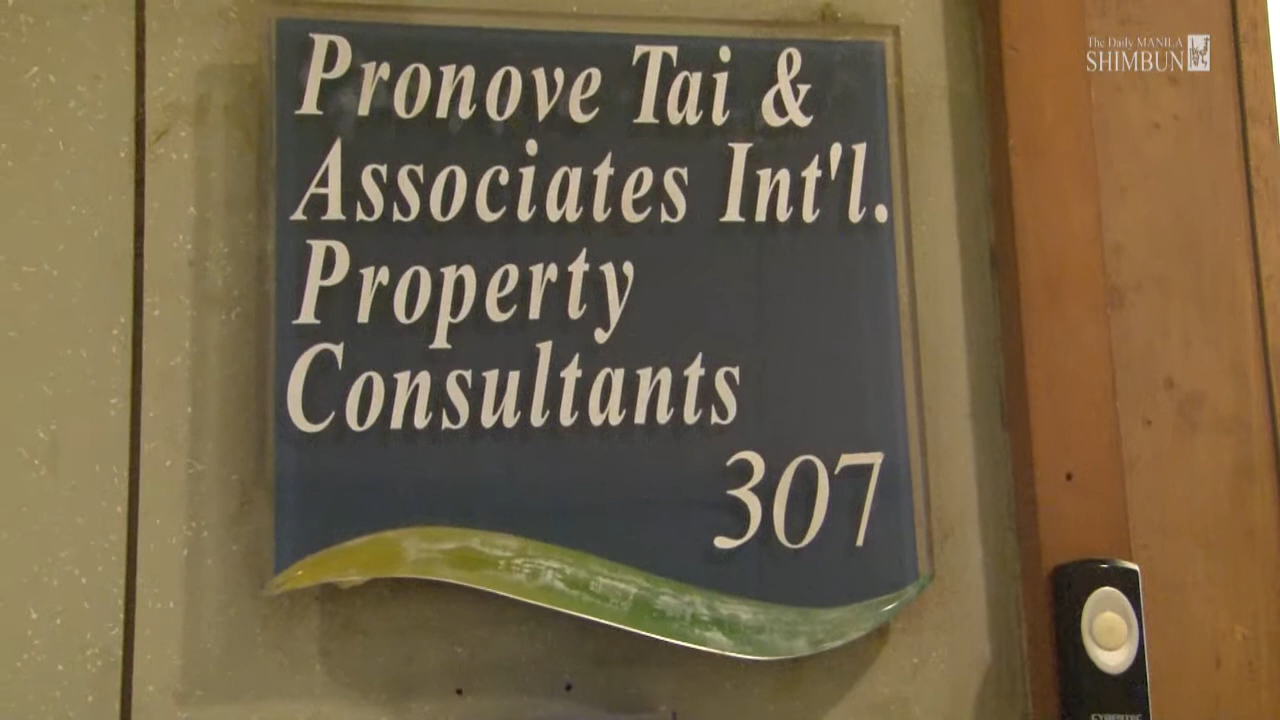 The Daily MANILA
SHIMBUN
Pronove Tai &
Associates Int'l.
Property
Consultants
307